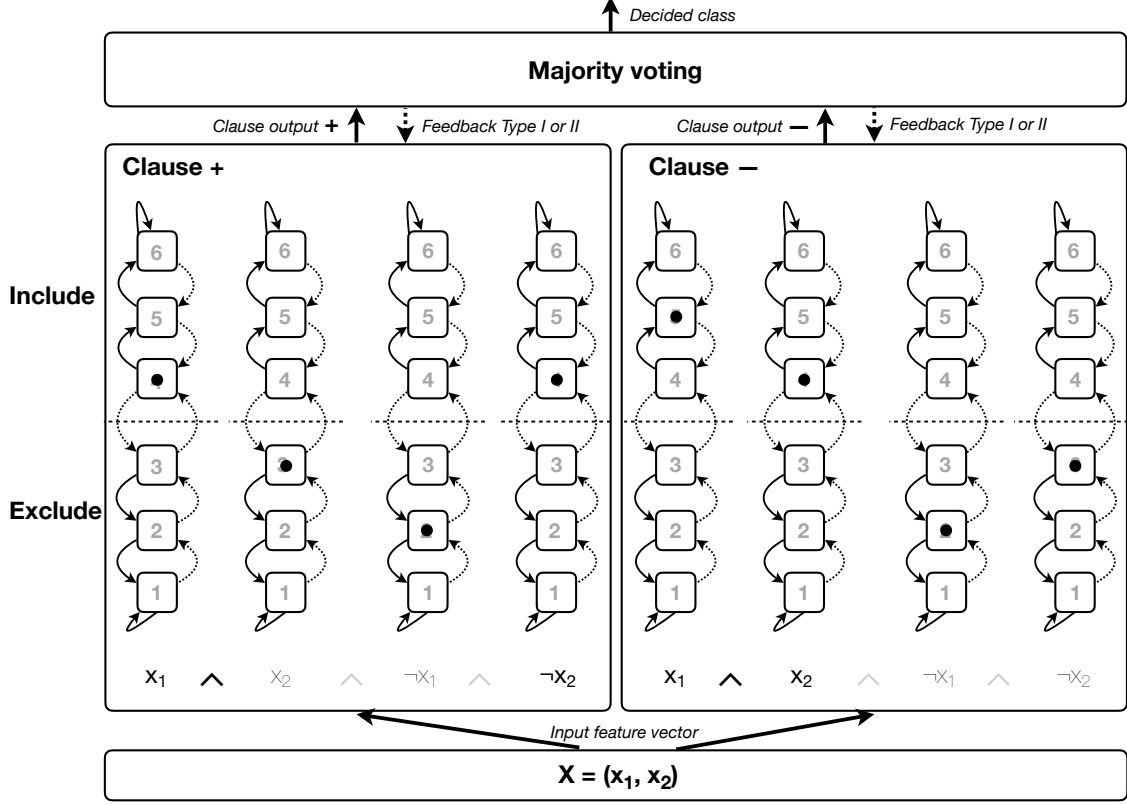 Decided class
Majority voting
Clause output + Feedback Type I or II Clause output — Feedback Type I or II
Clause + Clause —
6 6 6 6 6 6 6 6
Include
5 5 5 5 5 5 5
4 4 4 4
3 3 3 3 3 3
Exclude
2 2 2 2 2 2
1 1 1 1 1 1 1 1
x₁ ∧ x₂ ∧ ¬x₁ ∧ ¬x₂ x₁ ∧ x₂ ∧ ¬x₁ ∧ ¬x₂
Input feature vector
X = (x₁, x₂)